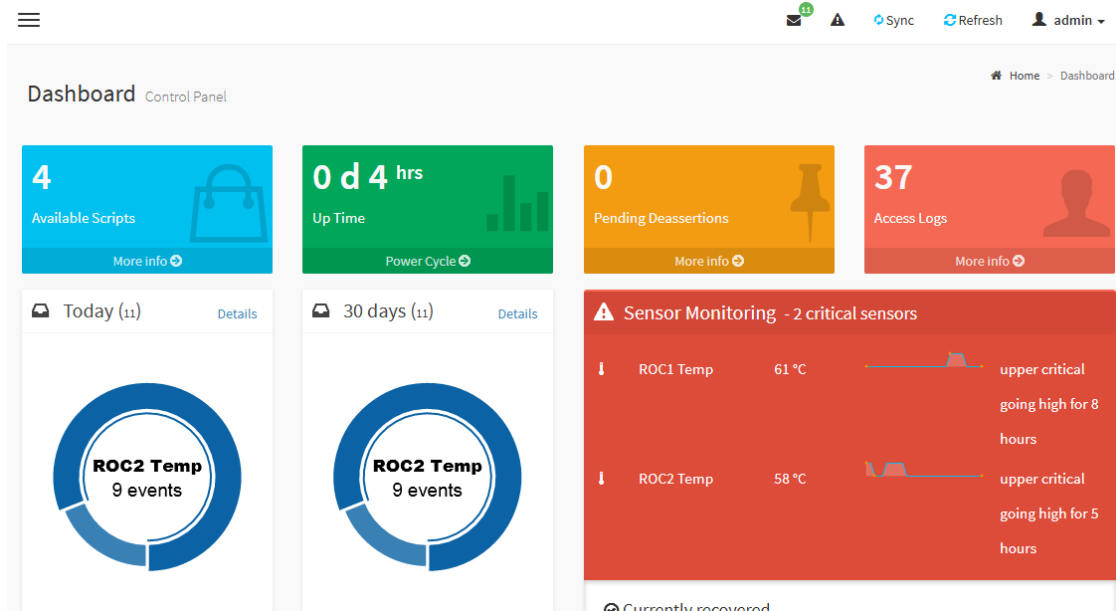 11
Sync
Refresh
admin
Dashboard Control Panel
Home > Dashboard
4
Available Scripts
More info
0 d 4 hrs
Up Time
Power Cycle
0
Pending Deassertions
More info
37
Access Logs
More info
Today (11)
Details
ROC2 Temp
9 events
30 days (11)
Details
ROC2 Temp
9 events
Sensor Monitoring - 2 critical sensors
ROC1 Temp 61 °C upper critical
going high for 8
hours
ROC2 Temp 58 °C upper critical
going high for 5
hours
Currently recovered